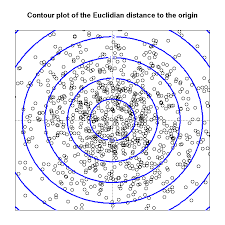 Contour plot of the Euclidian distance to the origin